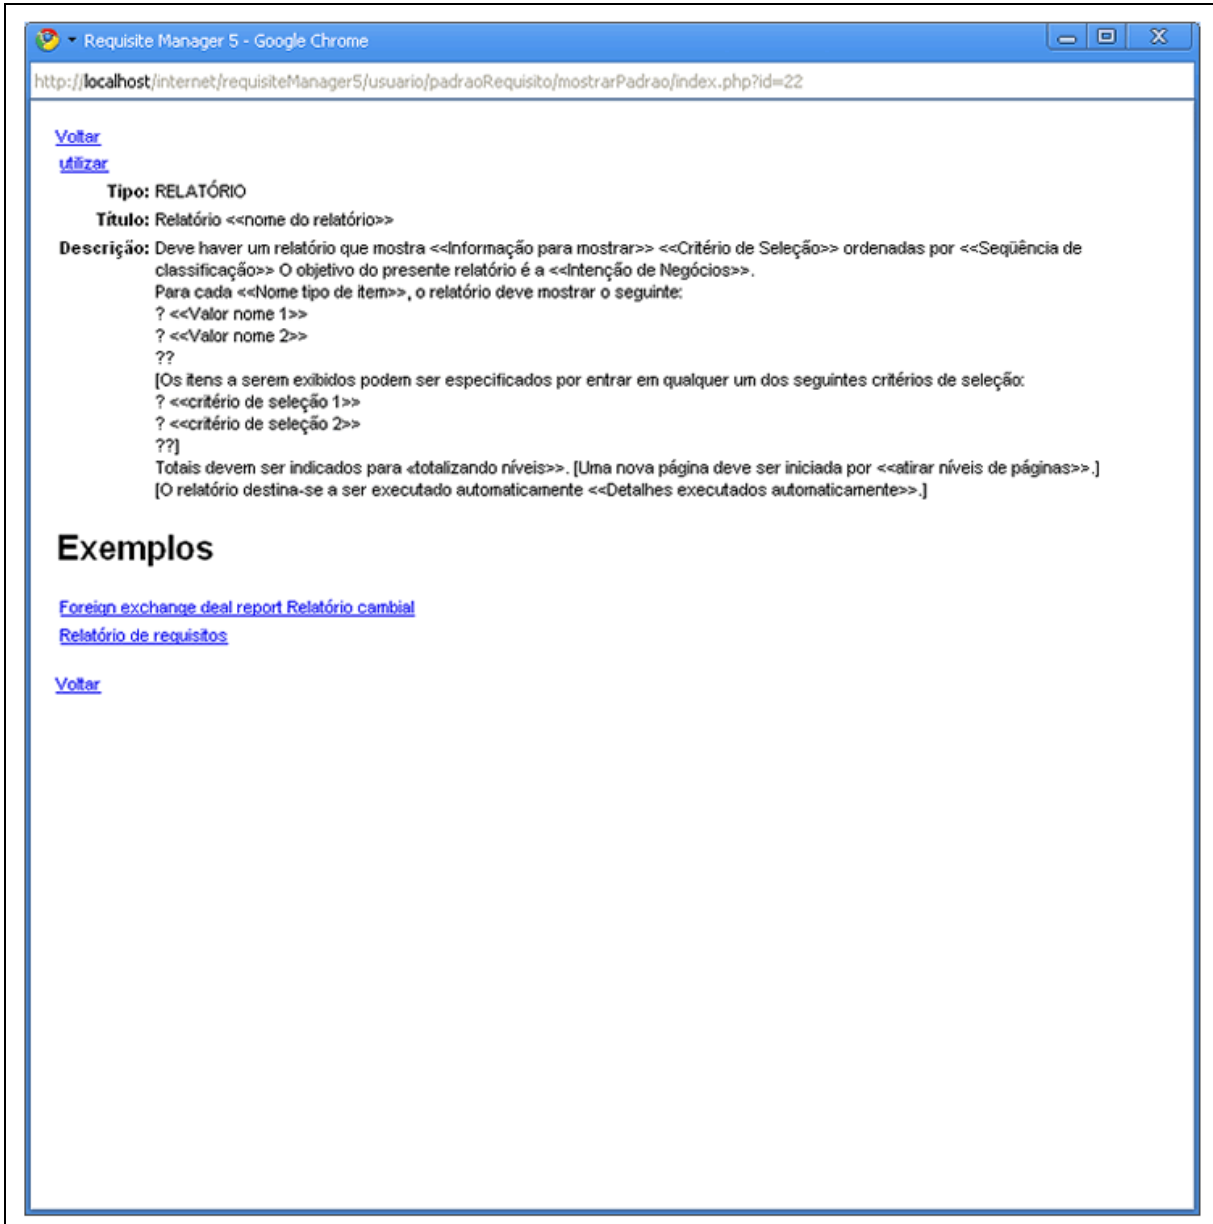 Requisite Manager 5 - Google Chrome
http://localhost/internet/requisiteManager5/usuario/padraoRequisito/mostrarPadrao/index.php?id=22
Voltar
utilizar
Tipo: RELATÓRIO
Título: Relatório <<nome do relatório>>
Descrição: Deve haver um relatório que mostra <<Informação para mostrar>> <<Critério de Seleção>> ordenadas por <<Seqüência de
classificação>> O objetivo do presente relatório é a <<Intenção de Negócios>>.
Para cada <<Nome tipo de item>>, o relatório deve mostrar o seguinte:
? <<Valor nome 1>>
? <<Valor nome 2>>
??
[Os itens a serem exibidos podem ser especificados por entrar em qualquer um dos seguintes critérios de seleção:
? <<critério de seleção 1>>
? <<critério de seleção 2>>
??]
Totais devem ser indicados para «totalizando níveis>>. [Uma nova página deve ser iniciada por <<atirar níveis de páginas>>.]
[O relatório destina-se a ser executado automaticamente <<Detalhes executados automaticamente>>.]
Exemplos
Foreign exchange deal report Relatório cambial
Relatório de requisitos
Voltar